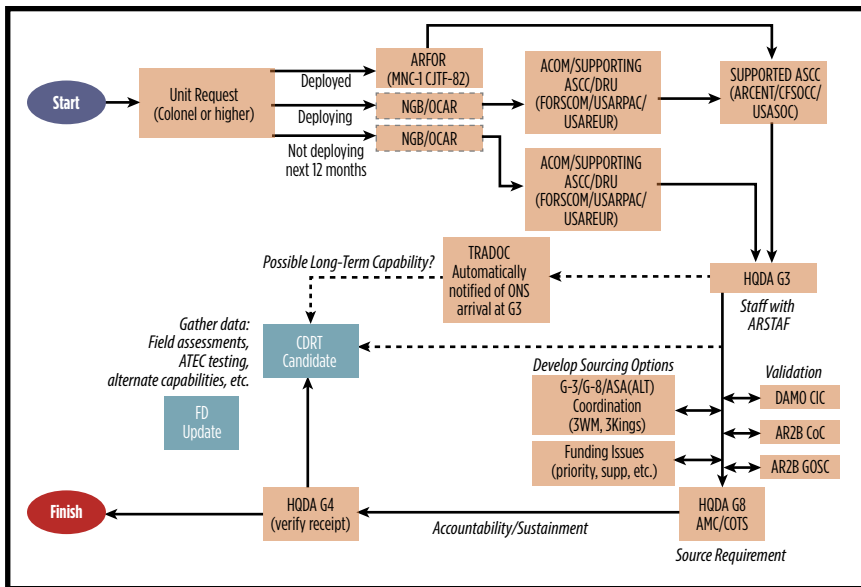 Start
Unit Request
(Colonel or higher)
Deployed
Deploying
Not deploying
next 12 months
ARFOR
(MNC-1 CJTF-82)
NGB/OCAR
NGB/OCAR
ACOM/SUPPORTING
ASCC/DRU
(FORSCOM/USARPAC/
USAREUR)
SUPPORTED ASCC
(ARCENT/CFSOCC/
USASOC)
ACOM/SUPPORTING
ASCC/DRU
(FORSCOM/USARPAC/
USAREUR)
Possible Long-Term Capability?
TRADOC
Automatically
notified of ONS
arrival at G3
HQDA G3
Staff with
ARSTAF
Gather data:
Field assessments,
ATEC testing,
alternate capabilities, etc.
CDRT
Candidate
FD
Update
Develop Sourcing Options
G-3/G-8/ASA(ALT)
Coordination
(3WM, 3Kings)
Funding Issues
(priority, supp, etc.)
Validation
DAMO CIC
AR2B CoC
AR2B GOSC
Finish
HQDA G4
(verify receipt)
Accountability/Sustainment
HQDA G8
AMC/COTS
Source Requirement